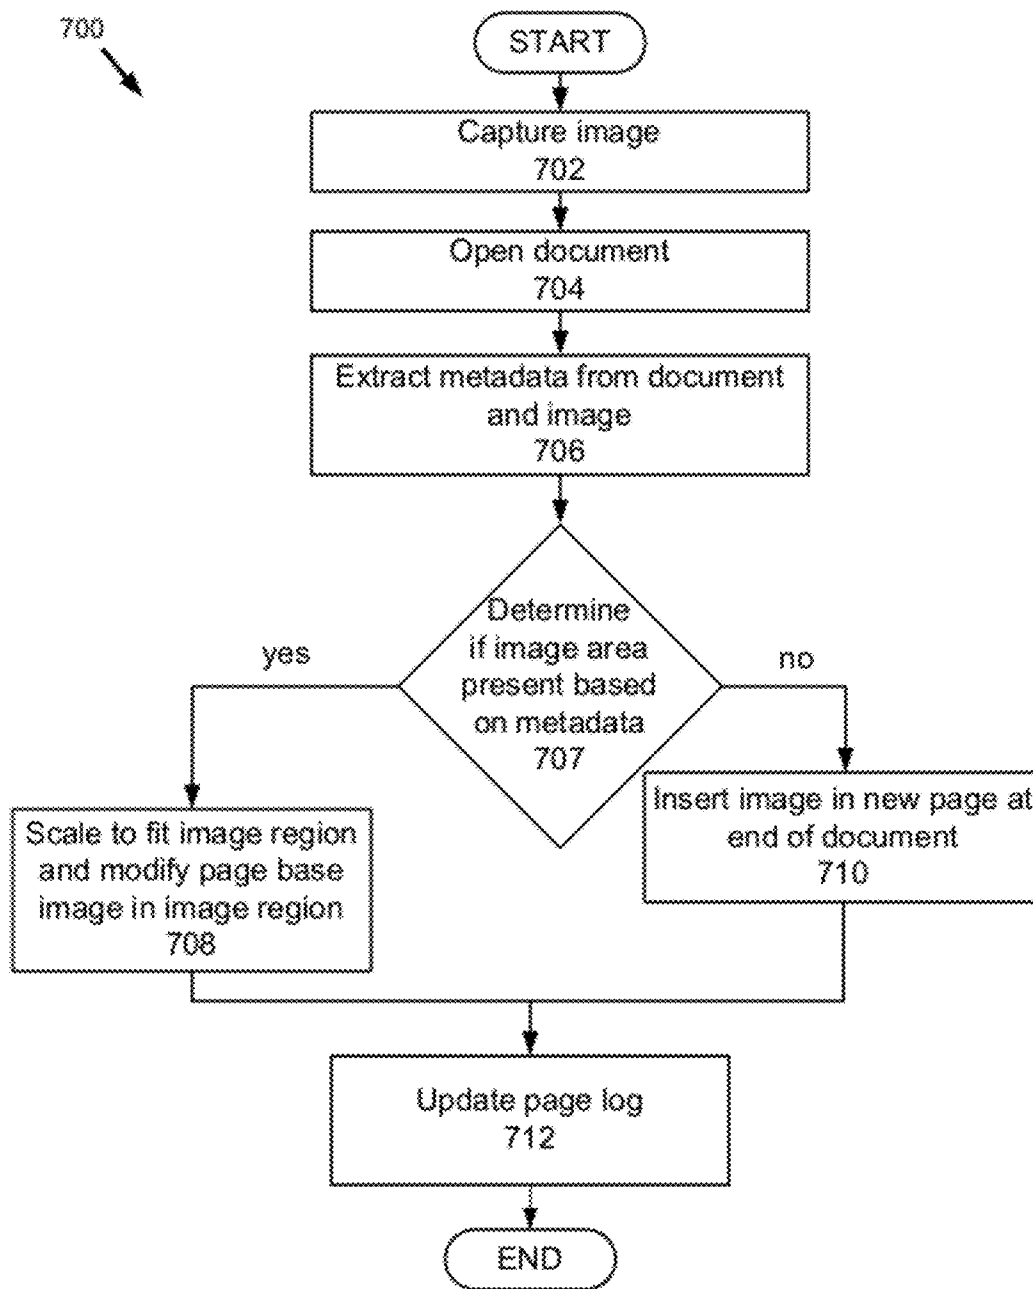 700
START
Capture image
702
Open document
704
Extract metadata from document
and image
706
Determine
if image area
present based
on metadata
707
yes
no
Scale to fit image region
and modify page base
image in image region
708
Insert image in new page at
end of document
710
Update page log
712
END